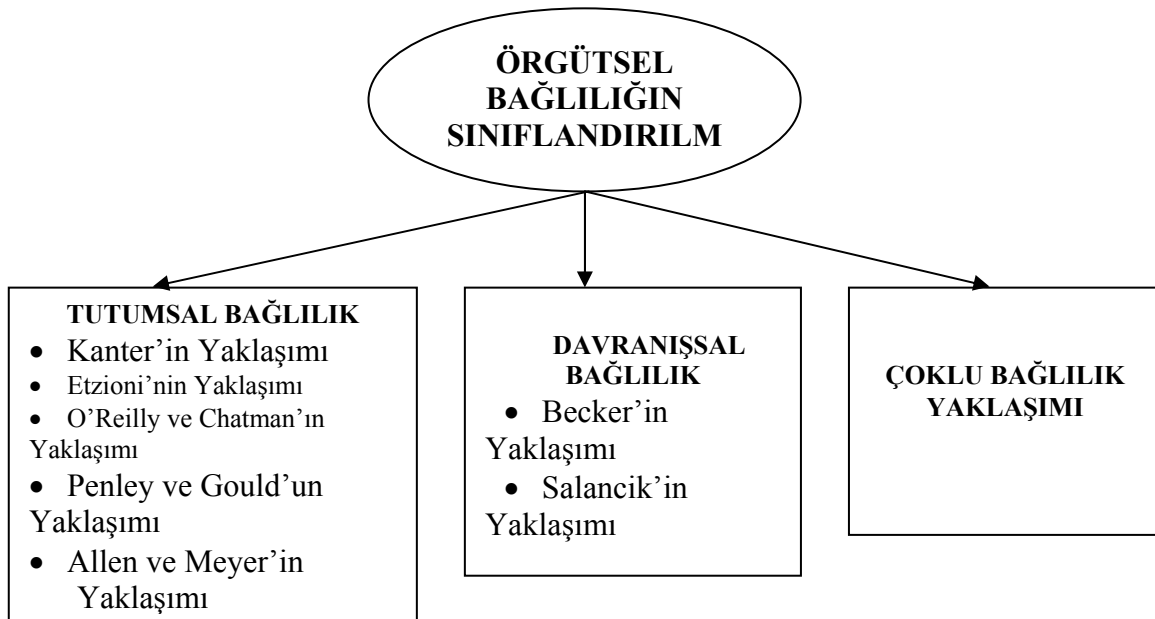 ÖRGÜTSEL
BAĞLILIĞIN
SINIFLANDIRILM
TUTUMSAL BAĞLILIK
• Kanter’in Yaklaşımı
• Etzioni’nin Yaklaşımı
• O’Reilly ve Chatman’ın
Yaklaşımı
• Penley ve Gould’un
Yaklaşımı
• Allen ve Meyer’in
Yaklaşımı
DAVRANIŞSAL
BAĞLILIK
• Becker’in
Yaklaşımı
• Salancik’in
Yaklaşımı
ÇOKLU BAĞLILIK
YAKLAŞIMI